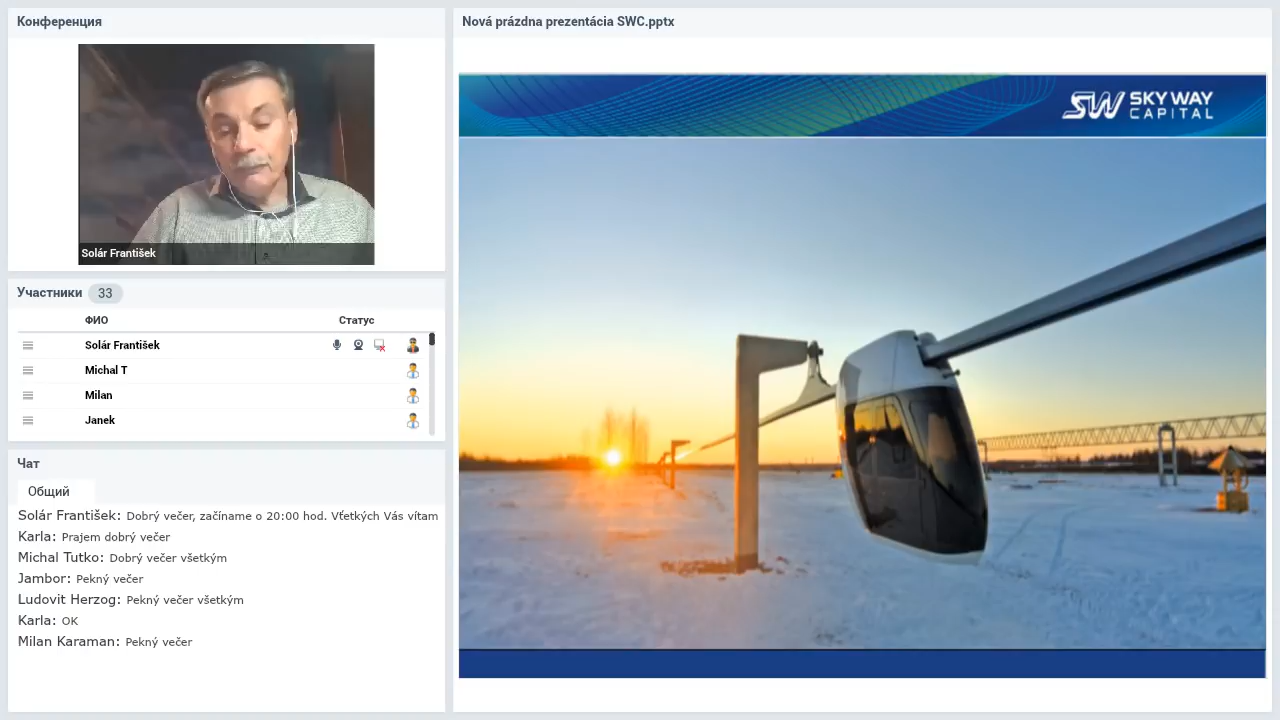 Конференция
Solár František
Участники 33
ФИО Статус
Solár František
Michal T
Milan
Janek
Чат
Общий
Solár František: Dobrý večer, začíname o 20:00 hod. Vťetkých Vás vítam
Karla: Prajem dobrý večer
Michal Tutko: Dobrý večer všetkým
Jambor: Pekný večer
Ludovit Herzog: Pekný večer všetkým
Karla: OK
Milan Karaman: Pekný večer
Nová prázdna prezentácia SWC.pptx
SW SKY WAY
CAPITAL